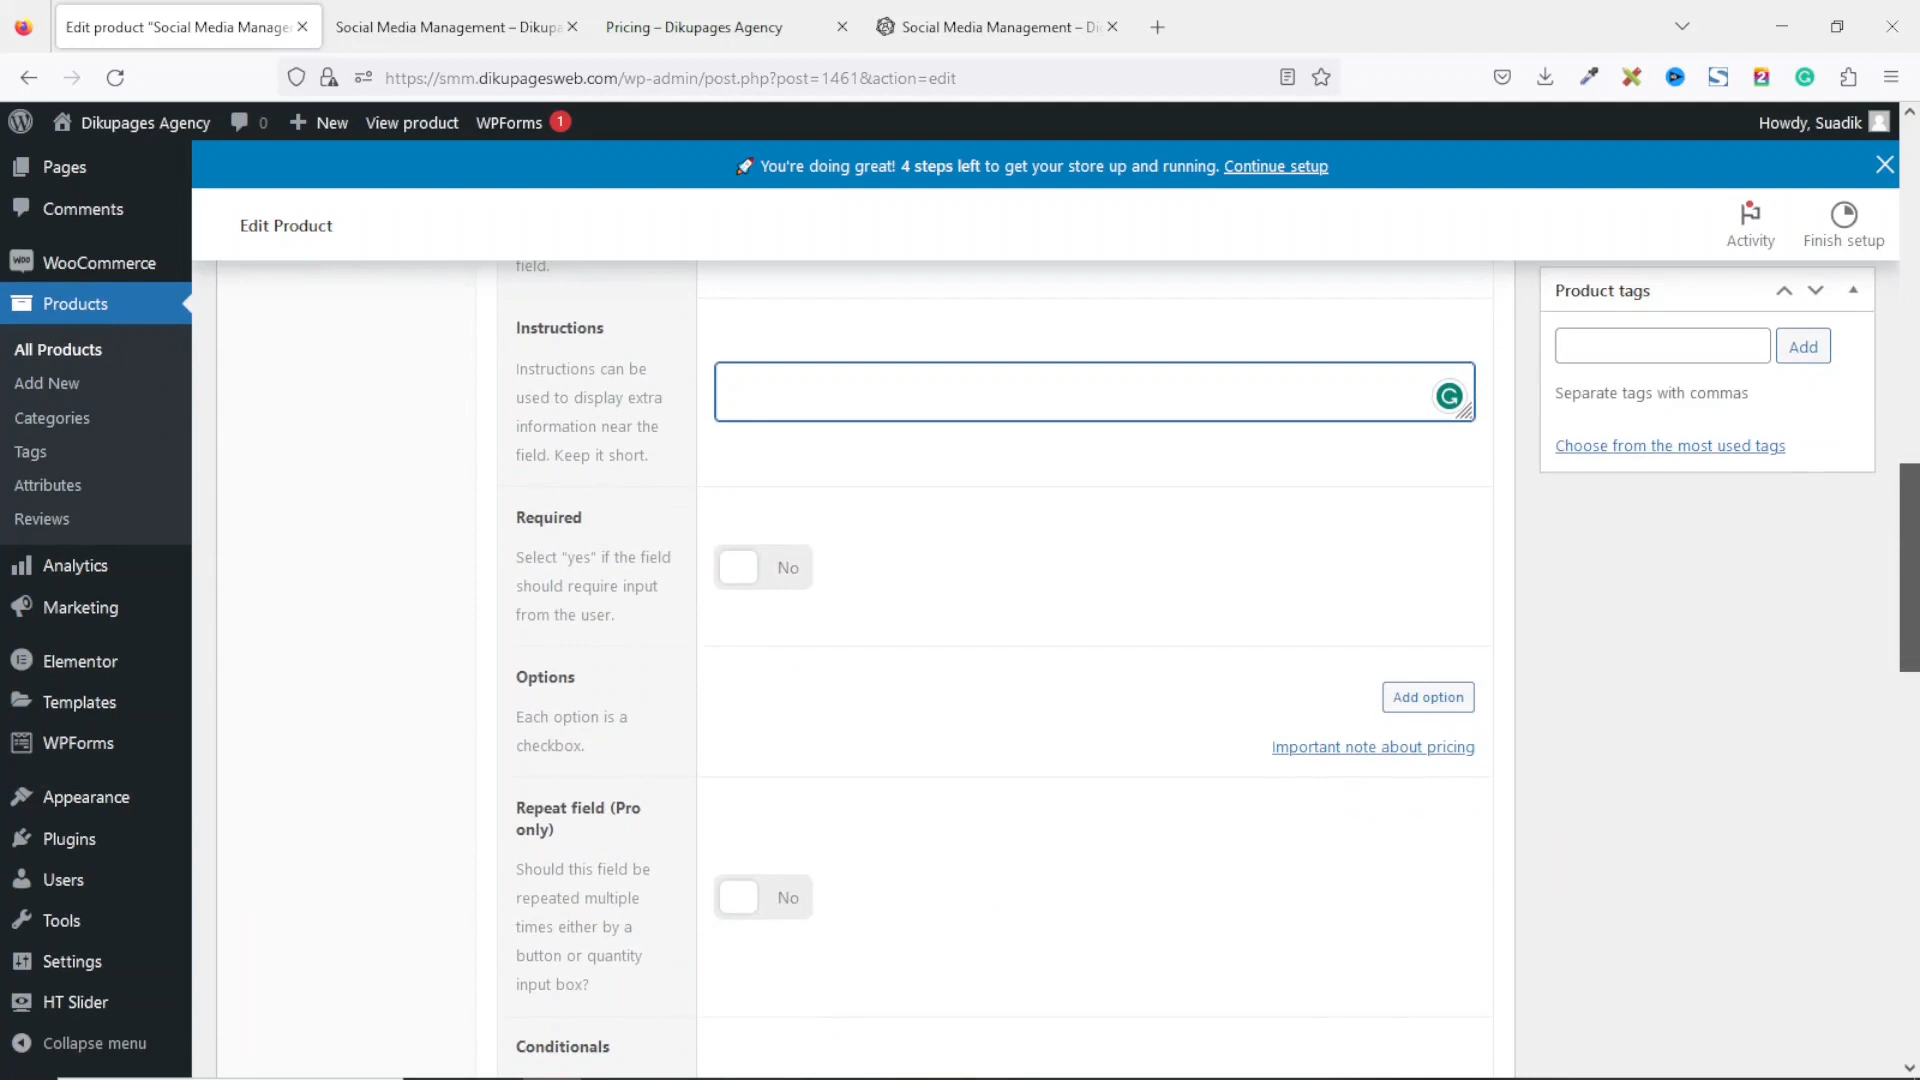 Edit product "Social Media Manage
Social Media Management – Dikupa
Pricing – Dikupages Agency
Social Media Management – Di
https://smm.dikupagesweb.com/wp-admin/post.php?post=1461&action=edit
Dikupages Agency
0
New
View product
WPForms
1
Howdy, Suadik
Pages
Comments
WooCommerce
Products
All Products
Add New
Categories
Tags
Attributes
Reviews
Analytics
Marketing
Elementor
Templates
WPForms
Appearance
Plugins
Users
Tools
Settings
HT Slider
Collapse menu
You're doing great! 4 steps left to get your store up and running. Continue setup
Edit Product
Activity
Finish setup
field.
Instructions
Instructions can be
used to display extra
information near the
field. Keep it short.
Required
Select "yes" if the field
should require input
from the user.
No
Options
Each option is a
checkbox.
Add option
Important note about pricing
Repeat field (Pro
only)
Should this field be
repeated multiple
times either by a
button or quantity
input box?
No
Conditionals
Product tags
Add
Separate tags with commas
Choose from the most used tags